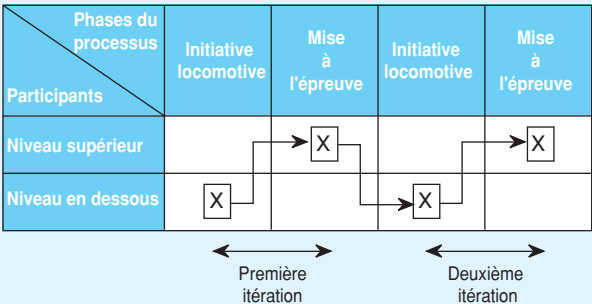 Phases du
processus
Participants
Initiative
locomotive
Mise
à
l'épreuve
Initiative
locomotive
Mise
à
l'épreuve
Niveau supérieur
X
X
Niveau en dessous
X
X
Première
itération
Deuxième
itération